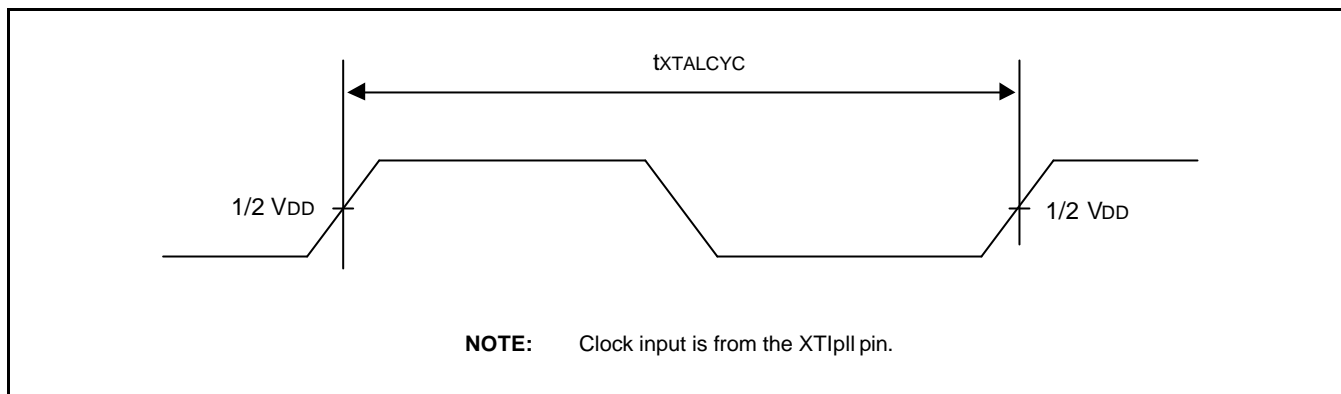 tXTALCYC
1/2 VDD
1/2 VDD
NOTE: Clock input is from the XTIpll pin.